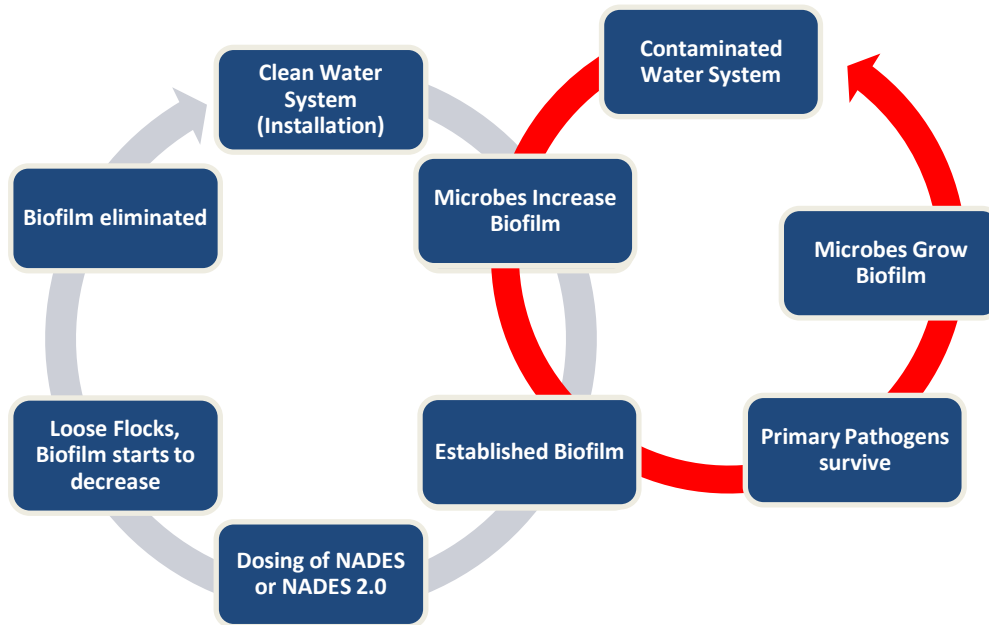 Contaminated
Water System
Clean Water
System
(Installation)
Microbes Increase
Biofilm
Biofilm eliminated
Microbes Grow
Biofilm
Loose Flocks,
Biofilm starts to
decrease
Established Biofilm
Primary Pathogens
survive
Dosing of NADES
or NADES 2.0